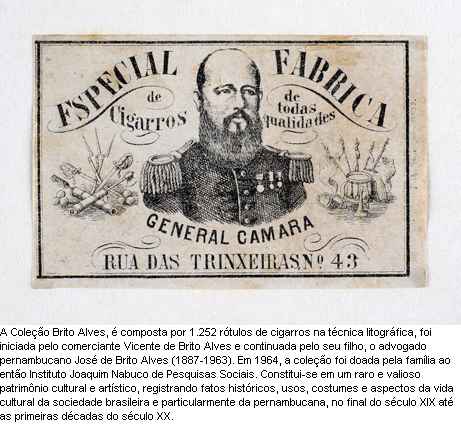 ESPECIAL FABRICA
de Cigarros de todas qualidades
GENERAL CAMARA
RUA DAS TRINXEIRAS Nº 43
A Coleção Brito Alves, é composta por 1.252 rótulos de cigarros na técnica litográfica, foi
iniciada pelo comerciante Vicente de Brito Alves e continuada pelo seu filho, o advogado
pernambucano José de Brito Alves (1887-1963). Em 1964, a coleção foi doada pela família ao
então Instituto Joaquim Nabuco de Pesquisas Sociais. Constitui-se em um raro e valioso
patrimônio cultural e artístico, registrando fatos históricos, usos, costumes e aspectos da vida
cultural da sociedade brasileira e particularmente da pernambucana, no final do século XIX até
as primeiras décadas do século XX.